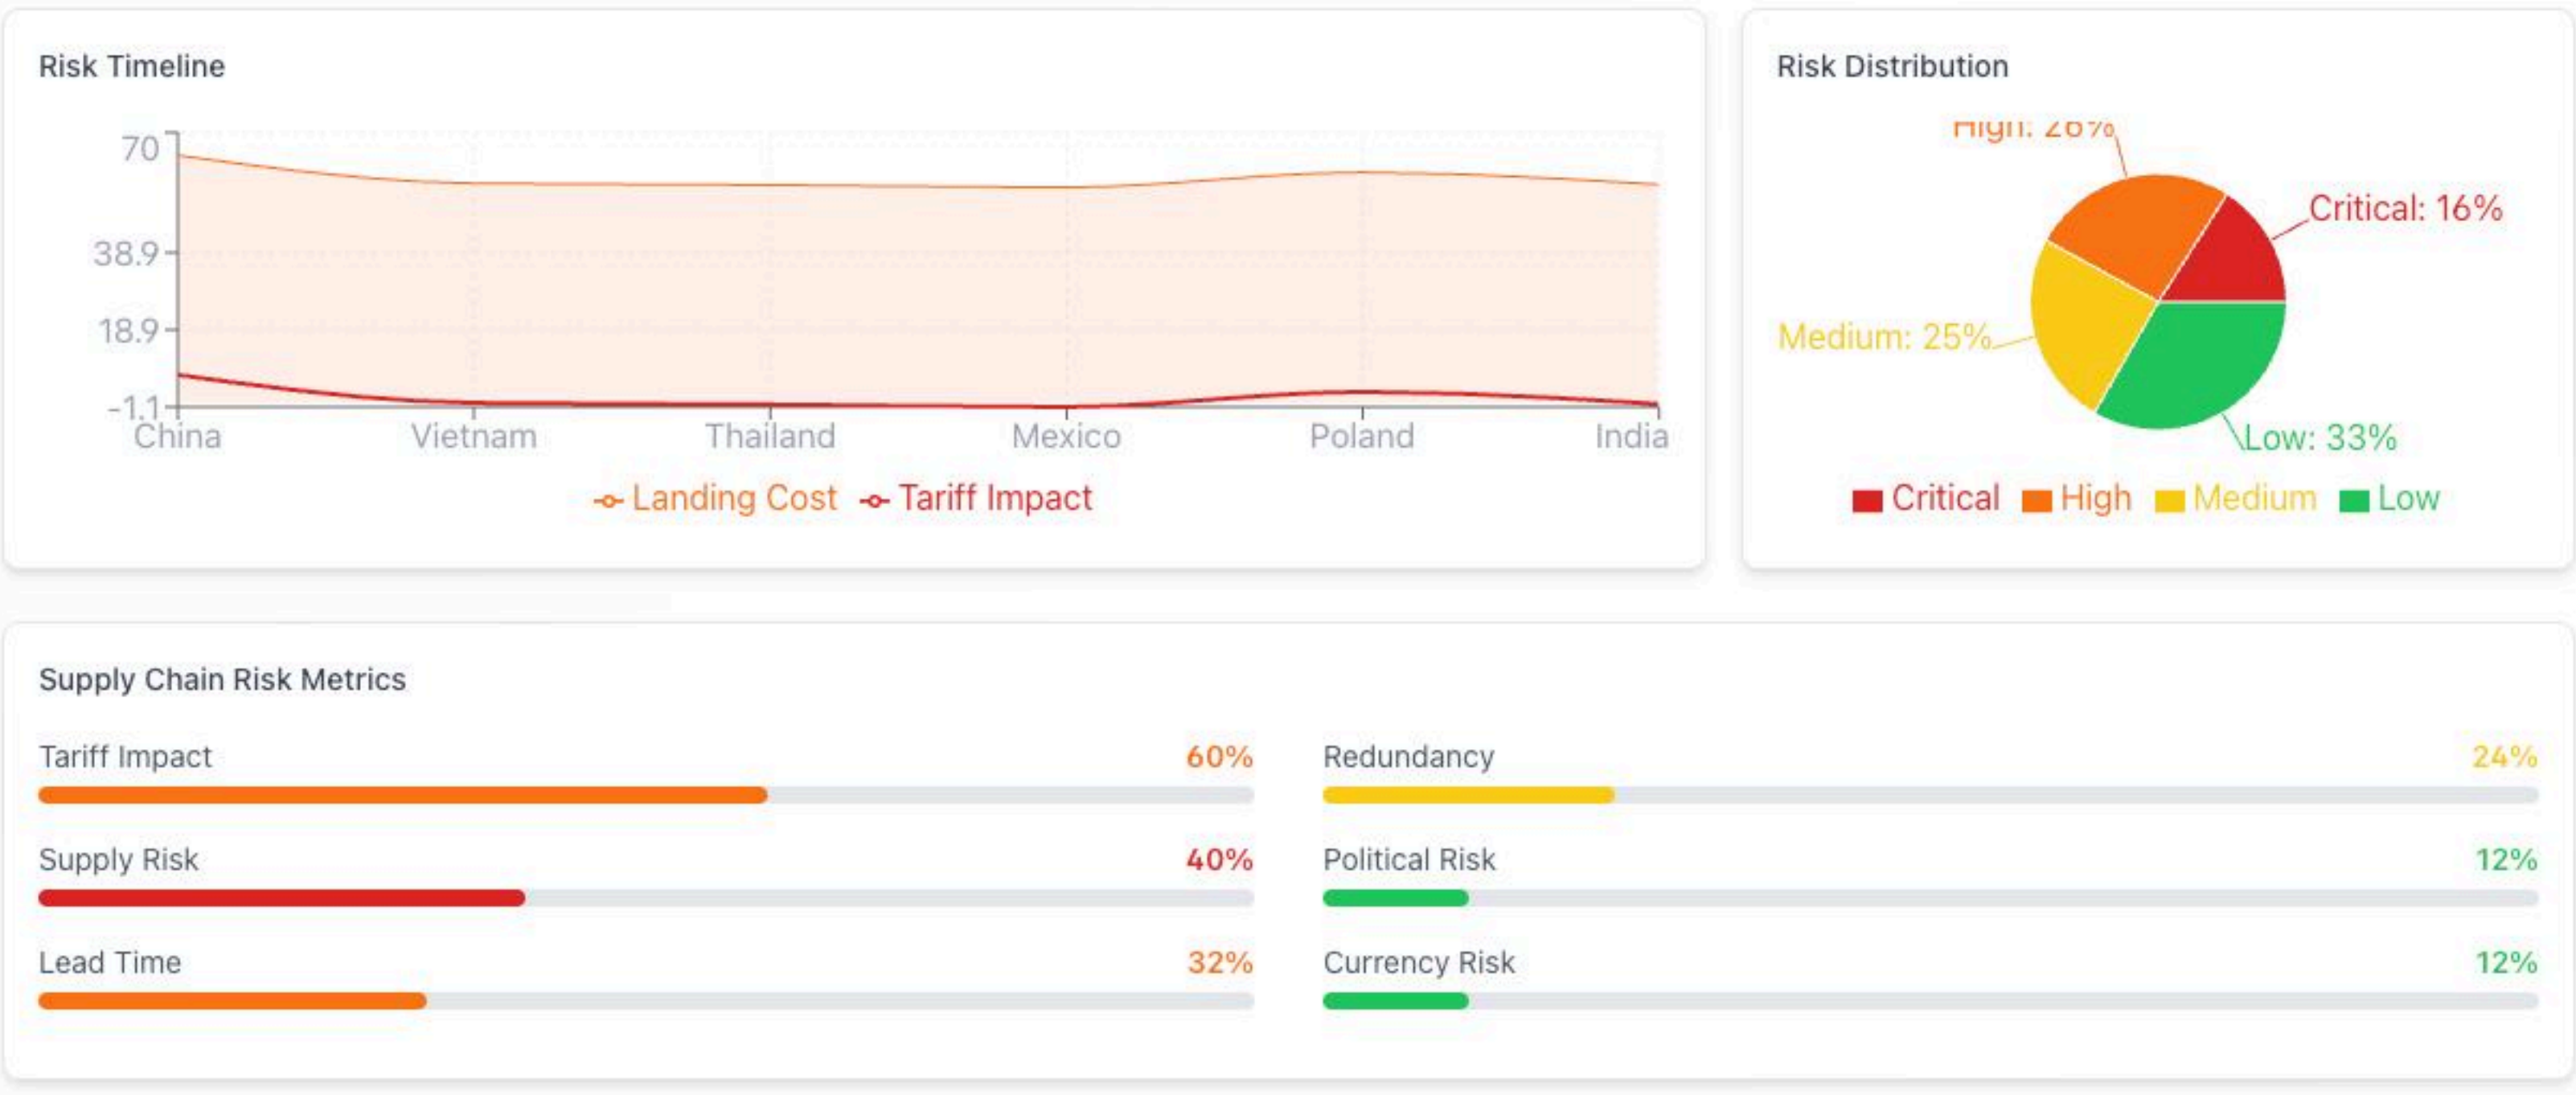 Risk Timeline
70
38.9
18.9
-1.1
China Vietnam Thailand Mexico Poland India
Landing Cost Tariff Impact
Risk Distribution
High: 26%
Critical: 16%
Medium: 25%
Low: 33%
Critical High Medium Low
Supply Chain Risk Metrics
Tariff Impact 60%
Supply Risk 40%
Lead Time 32%
Redundancy 24%
Political Risk 12%
Currency Risk 12%